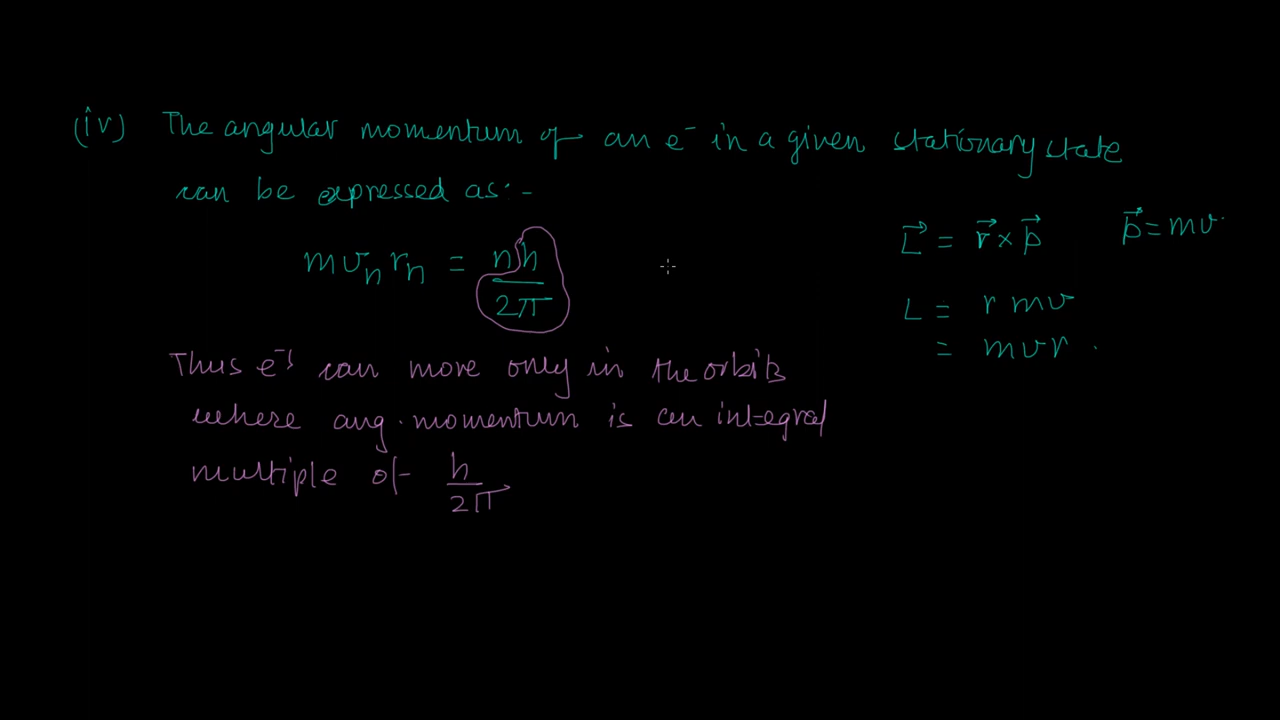 (iv) The angular momentum of an e⁻ in a given stationary state
can be expressed as:-
L⃗ = r⃗ × p⃗ p⃗ = mv.
mvₙrₙ = nh/2π
L = r mv
= mvr.
Thus e⁻s can move only in the orbits
where ang. momentum is an integral
multiple of h/2π